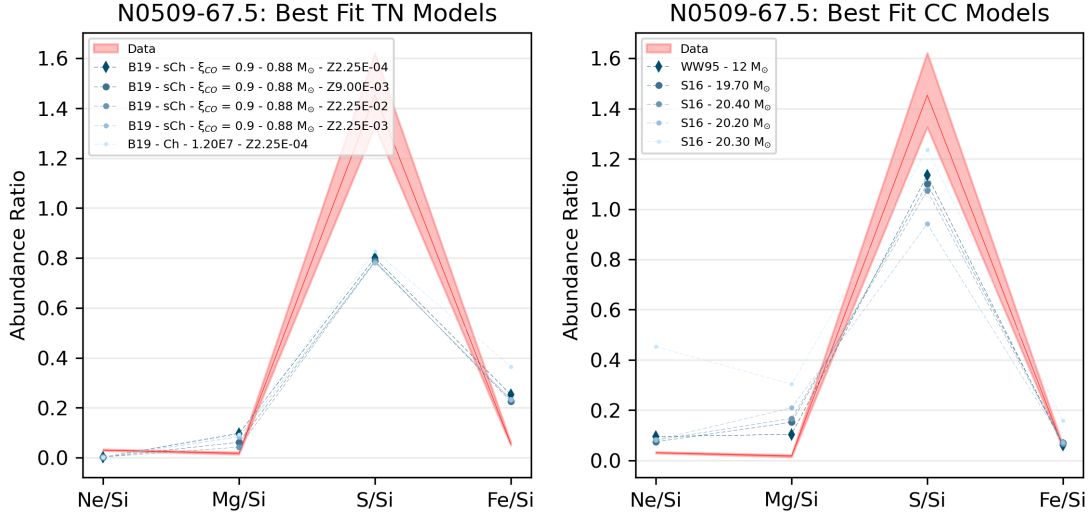 N0509-67.5: Best Fit TN Models
Abundance Ratio
1.6
1.4
1.2
1.0
0.8
0.6
0.4
0.2
0.0
Data
B19 - sCh - ξCO = 0.9 - 0.88 M⊙ - Z2.25E-04
B19 - sCh - ξCO = 0.9 - 0.88 M⊙ - Z9.00E-03
B19 - sCh - ξCO = 0.9 - 0.88 M⊙ - Z2.25E-02
B19 - sCh - ξCO = 0.9 - 0.88 M⊙ - Z2.25E-03
B19 - Ch - 1.20E7 - Z2.25E-04
Ne/Si Mg/Si S/Si Fe/Si
N0509-67.5: Best Fit CC Models
Abundance Ratio
1.6
1.4
1.2
1.0
0.8
0.6
0.4
0.2
0.0
Data
WW95 - 12 M⊙
S16 - 19.70 M⊙
S16 - 20.40 M⊙
S16 - 20.20 M⊙
S16 - 20.30 M⊙
Ne/Si Mg/Si S/Si Fe/Si